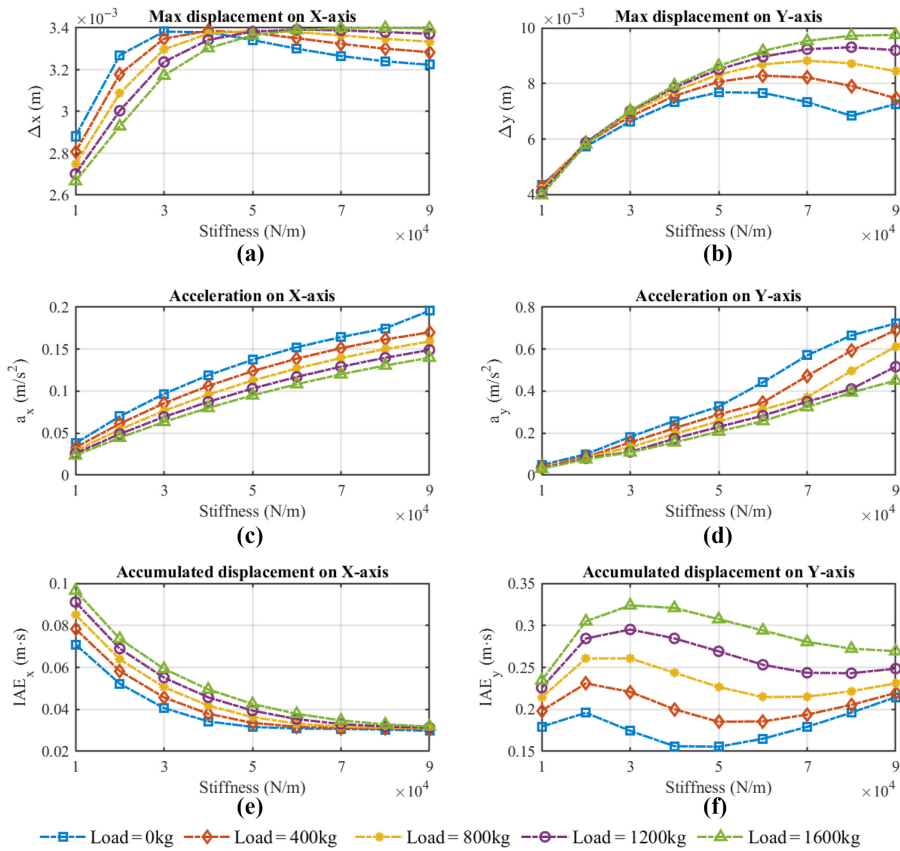 Max displacement on X-axis
×10⁻³
3.4
3.2
3
2.8
2.6
Δx (m)
1 3 5 7 9
Stiffness (N/m)
×10⁴
(a)
Max displacement on Y-axis
×10⁻³
10
8
6
4
Δy (m)
1 3 5 7 9
Stiffness (N/m)
×10⁴
(b)
Acceleration on X-axis
0.2
0.15
0.1
0.05
0
aₓ (m/s²)
1 3 5 7 9
Stiffness (N/m)
×10⁴
(c)
Acceleration on Y-axis
0.8
0.6
0.4
0.2
0
a_y (m/s²)
1 3 5 7 9
Stiffness (N/m)
×10⁴
(d)
Accumulated displacement on X-axis
0.1
0.08
0.06
0.04
0.02
IAEₓ (m·s)
1 3 5 7 9
Stiffness (N/m)
×10⁴
(e)
Accumulated displacement on Y-axis
0.35
0.3
0.25
0.2
0.15
IAE_y (m·s)
1 3 5 7 9
Stiffness (N/m)
×10⁴
(f)
Load=0kg Load=400kg Load=800kg Load=1200kg Load=1600kg